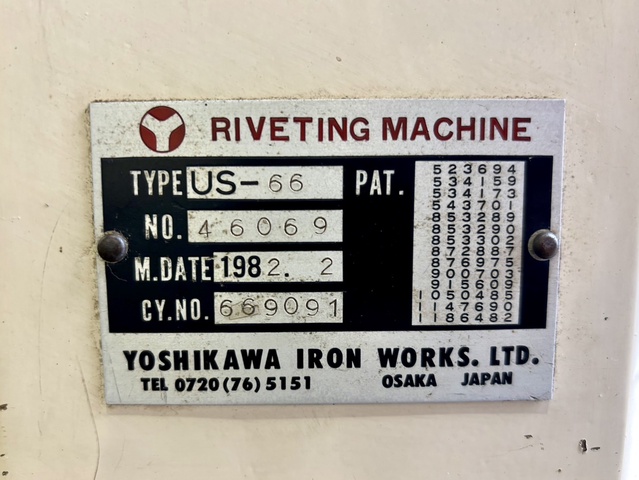 RIVETING MACHINE
TYPE US-66
NO. 46069
M.DATE 1982. 2
CY.NO. 669091
PAT.
523694
534159
534173
543701
853289
853290
853302
872887
876975
900703
915609
1050485
1147690
1186482
YOSHIKAWA IRON WORKS. LTD.
TEL 0720(76)5151 OSAKA JAPAN